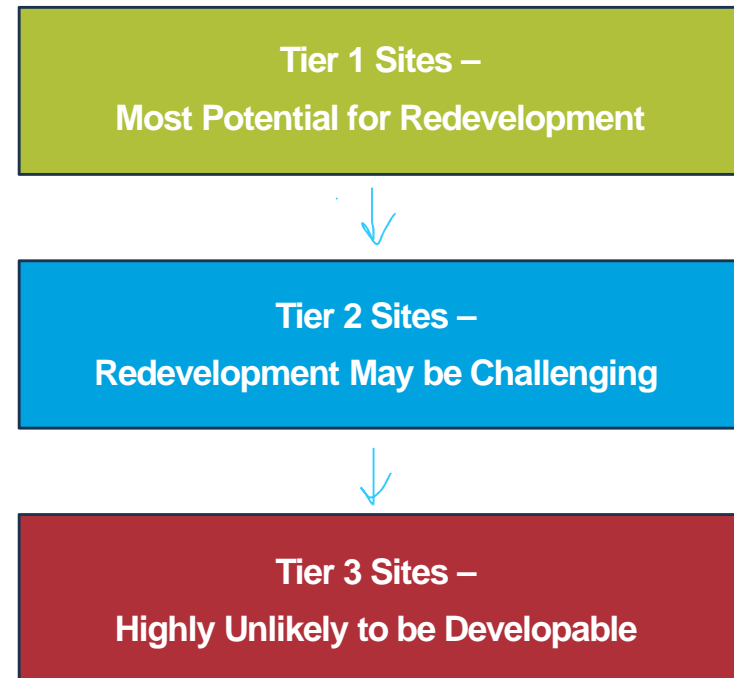 Tier 1 Sites –
Most Potential for Redevelopment
Tier 2 Sites –
Redevelopment May be Challenging
Tier 3 Sites –
Highly Unlikely to be Developable